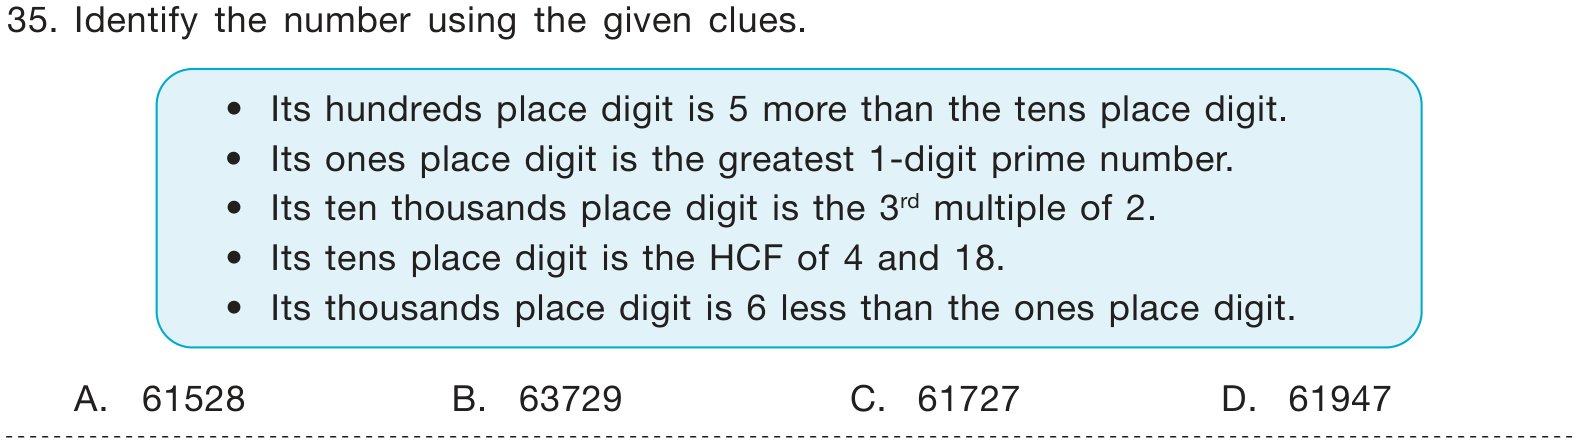 35. Identify the number using the given clues.
• Its hundreds place digit is 5 more than the tens place digit.
• Its ones place digit is the greatest 1-digit prime number.
• Its ten thousands place digit is the 3rd multiple of 2.
• Its tens place digit is the HCF of 4 and 18.
• Its thousands place digit is 6 less than the ones place digit.
A. 61528 B. 63729 C. 61727 D. 61947